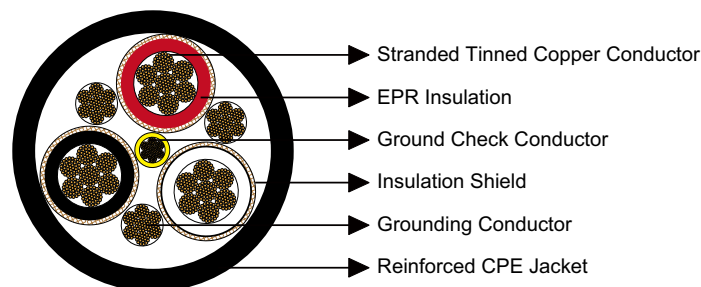 Stranded Tinned Copper Conductor
EPR Insulation
Ground Check Conductor
Insulation Shield
Grounding Conductor
Reinforced CPE Jacket